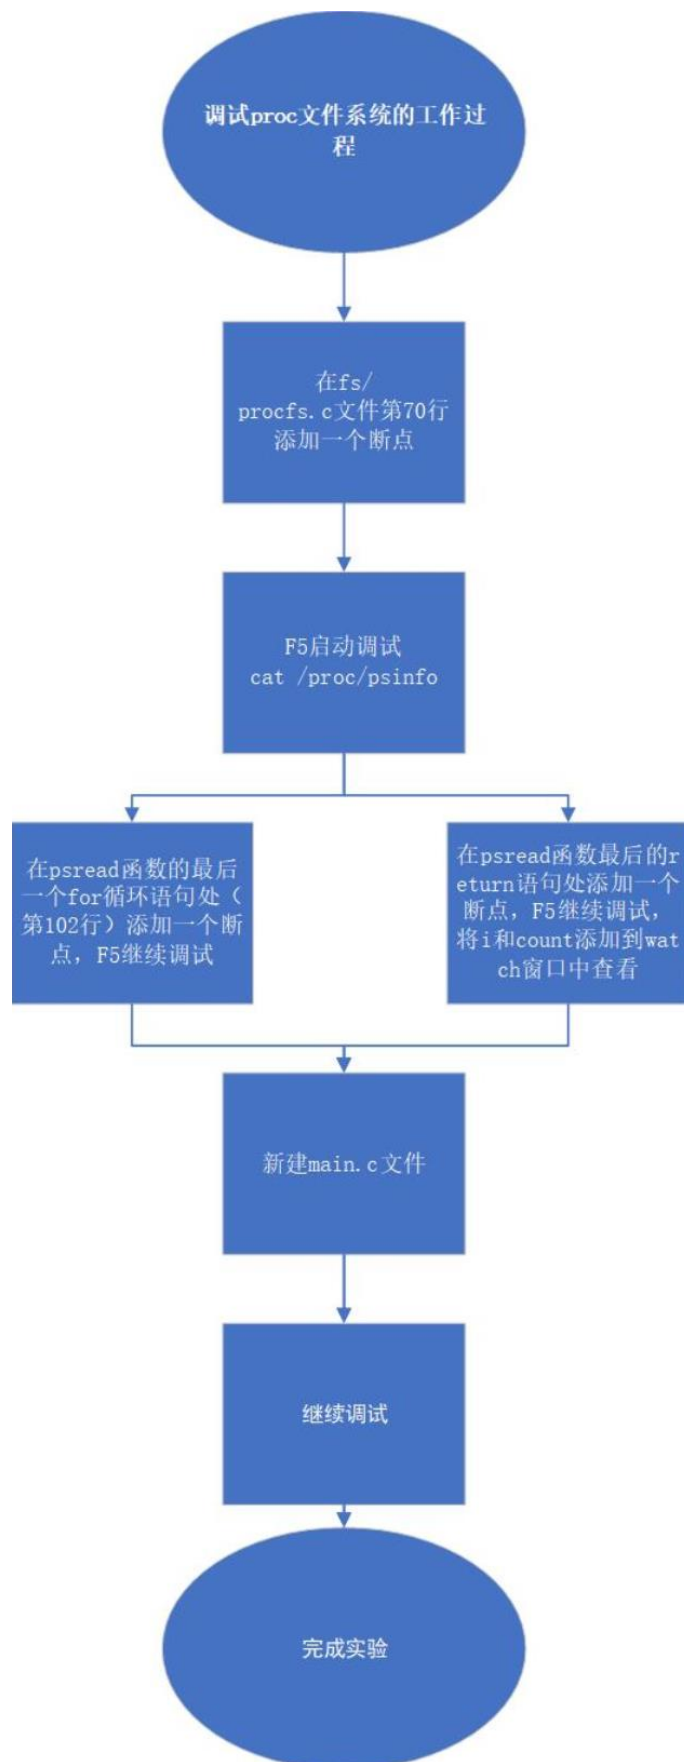 调试proc文件系统的工作过
程
在fs/
procfs.c文件第70行
添加一个断点
F5启动调试
cat /proc/psinfo
在psread函数的最后
一个for循环语句处（
第102行）添加一个断
点，F5继续调试
在psread函数最后的r
eturn语句处添加一个
断点，F5继续调试，
将i和count添加到wat
ch窗口中查看
新建main.c文件
继续调试
完成实验